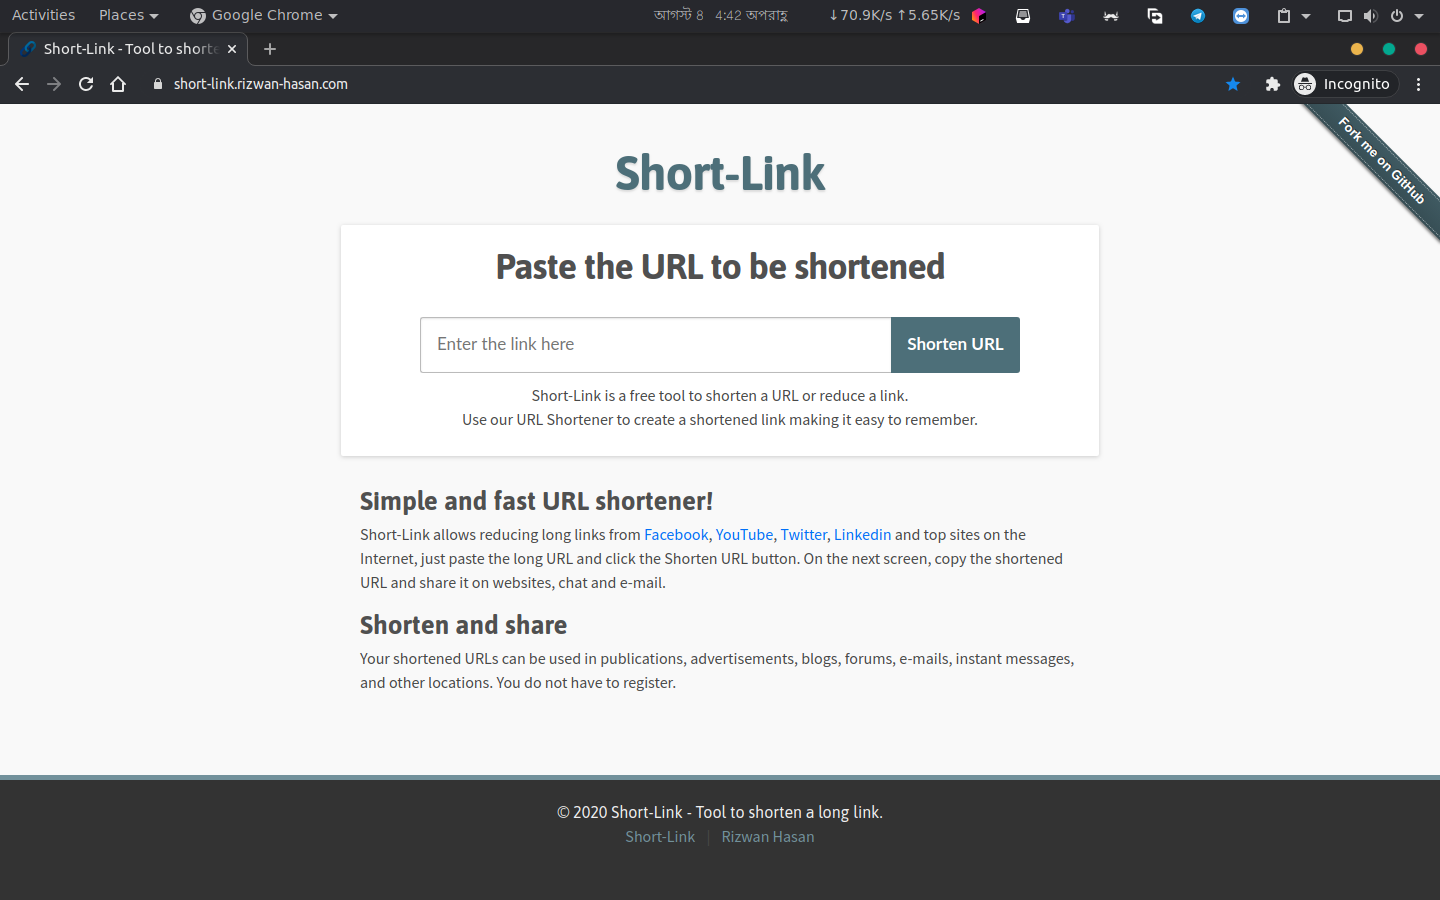 Activities Places Google Chrome আগস্ট 8 4:42 অপরাহ্ণ ↓70.9K/s ↑5.65K/s
Short-Link - Tool to shorte
short-link.rizwan-hasan.com Incognito
Fork me on GitHub
Short-Link
Paste the URL to be shortened
Enter the link here Shorten URL
Short-Link is a free tool to shorten a URL or reduce a link.
Use our URL Shortener to create a shortened link making it easy to remember.
Simple and fast URL shortener!
Short-Link allows reducing long links from Facebook, YouTube, Twitter, Linkedin and top sites on the
Internet, just paste the long URL and click the Shorten URL button. On the next screen, copy the shortened
URL and share it on websites, chat and e-mail.
Shorten and share
Your shortened URLs can be used in publications, advertisements, blogs, forums, e-mails, instant messages,
and other locations. You do not have to register.
© 2020 Short-Link - Tool to shorten a long link.
Short-Link | Rizwan Hasan